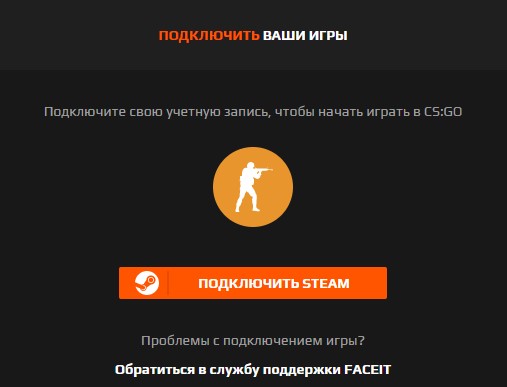 ПОДКЛЮЧИТЬ ВАШИ ИГРЫ
Подключите свою учетную запись, чтобы начать играть в CS:GO
ПОДКЛЮЧИТЬ STEAM
Проблемы с подключением игры?
Обратиться в службу поддержки FACEIT